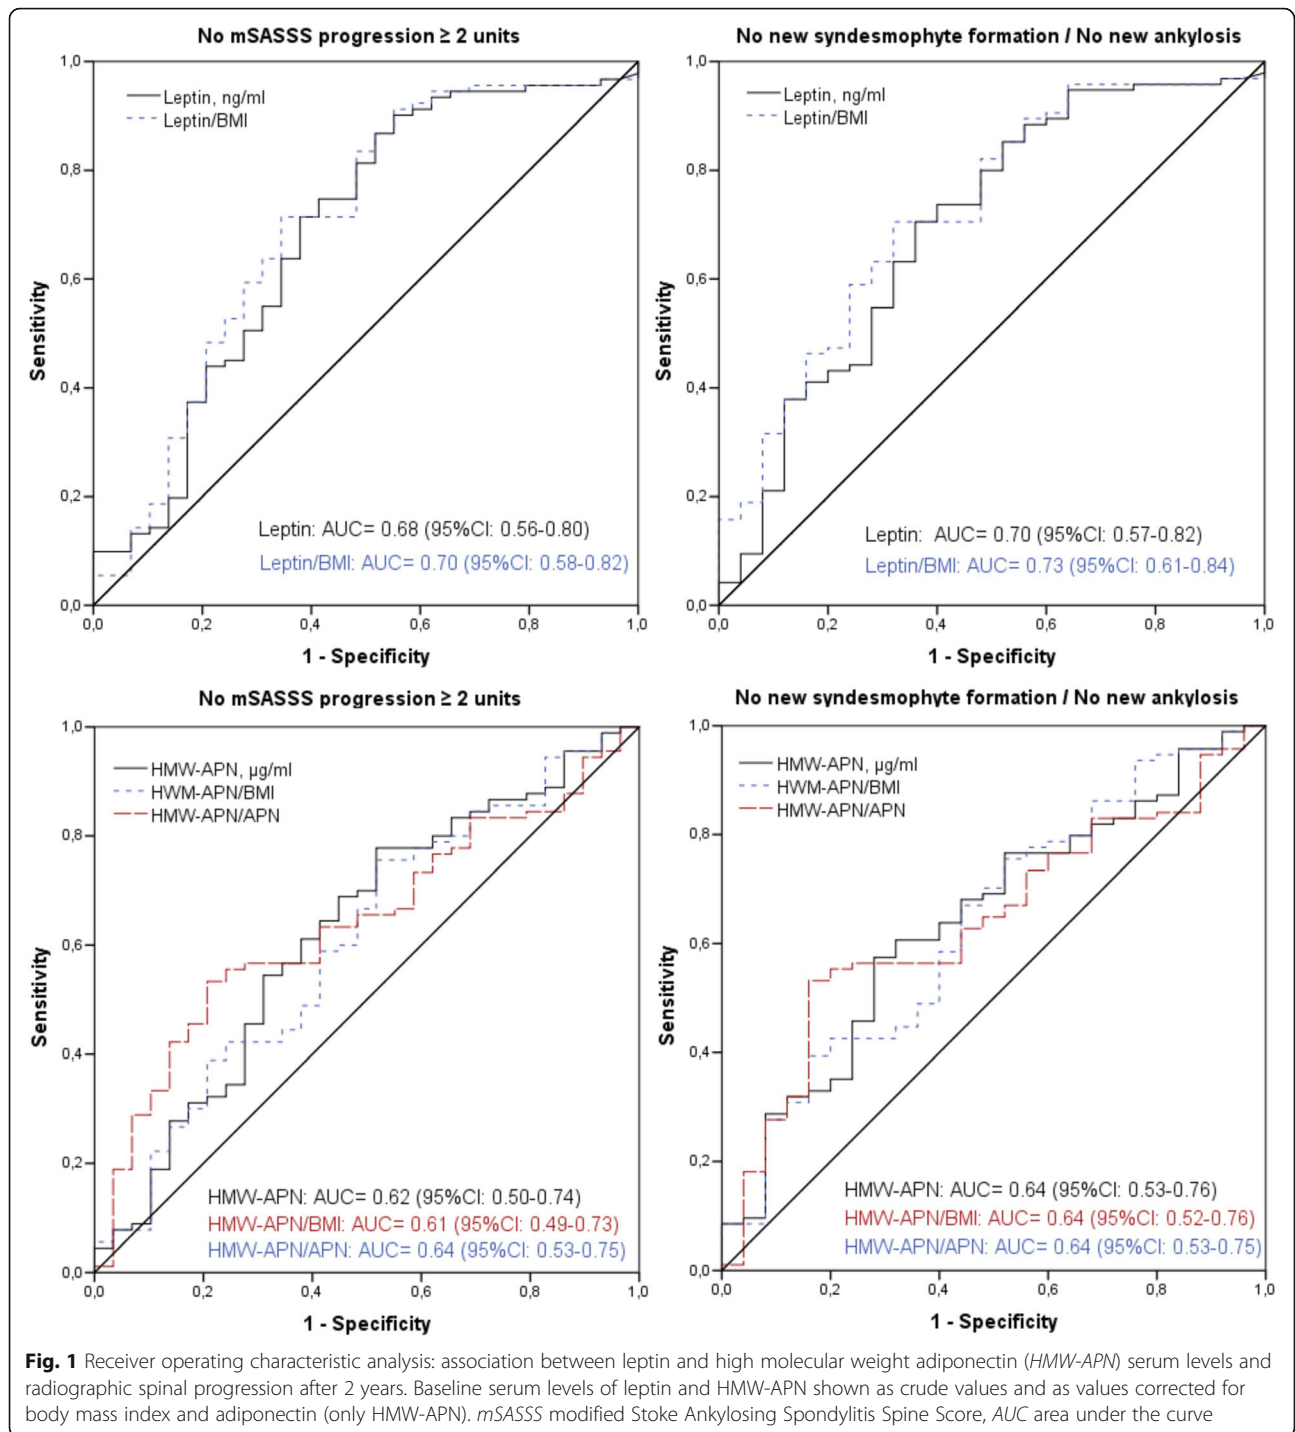 No mSASSS progression ≥ 2 units
1,0
0,8
0,6
0,4
0,2
0,0
Sensitivity
Leptin, ng/ml
Leptin/BMI
Leptin: AUC= 0.68 (95%CI: 0.56-0.80)
Leptin/BMI: AUC= 0.70 (95%CI: 0.58-0.82)
0,0 0,2 0,4 0,6 0,8 1,0
1 - Specificity
No new syndesmophyte formation / No new ankylosis
1,0
0,8
0,6
0,4
0,2
0,0
Sensitivity
Leptin, ng/ml
Leptin/BMI
Leptin: AUC= 0.70 (95%CI: 0.57-0.82)
Leptin/BMI: AUC= 0.73 (95%CI: 0.61-0.84)
0,0 0,2 0,4 0,6 0,8 1,0
1 - Specificity
No mSASSS progression ≥ 2 units
1,0
0,8
0,6
0,4
0,2
0,0
Sensitivity
HMW-APN, µg/ml
HWM-APN/BMI
HMW-APN/APN
HMW-APN: AUC= 0.62 (95%CI: 0.50-0.74)
HMW-APN/BMI: AUC= 0.61 (95%CI: 0.49-0.73)
HMW-APN/APN: AUC= 0.64 (95%CI: 0.53-0.75)
0,0 0,2 0,4 0,6 0,8 1,0
1 - Specificity
No new syndesmophyte formation / No new ankylosis
1,0
0,8
0,6
0,4
0,2
0,0
Sensitivity
HMW-APN, µg/ml
HWM-APN/BMI
HMW-APN/APN
HMW-APN: AUC= 0.64 (95%CI: 0.53-0.76)
HMW-APN/BMI: AUC= 0.64 (95%CI: 0.52-0.76)
HMW-APN/APN: AUC= 0.64 (95%CI: 0.53-0.75)
0,0 0,2 0,4 0,6 0,8 1,0
1 - Specificity
Fig. 1 Receiver operating characteristic analysis: association between leptin and high molecular weight adiponectin (HMW-APN) serum levels and
radiographic spinal progression after 2 years. Baseline serum levels of leptin and HMW-APN shown as crude values and as values corrected for
body mass index and adiponectin (only HMW-APN). mSASSS modified Stoke Ankylosing Spondylitis Spine Score, AUC area under the curve